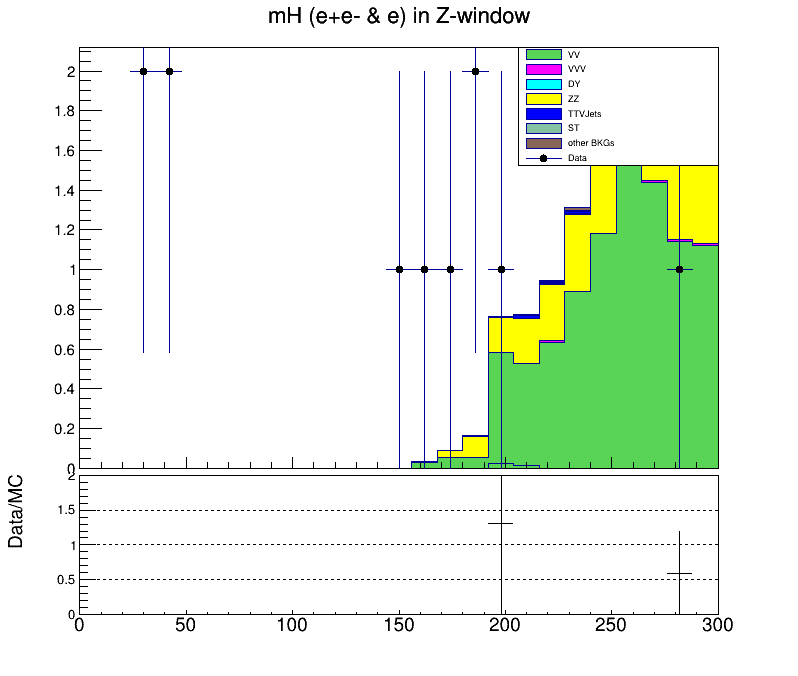 mH (e+e- & e) in Z-window
VV
VVV
DY
ZZ
TTVJets
ST
other BKGs
Data
2
1.8
1.6
1.4
1.2
1
0.8
0.6
0.4
0.2
0
Data/MC
2
1.5
1
0.5
0
0 50 100 150 200 250 300